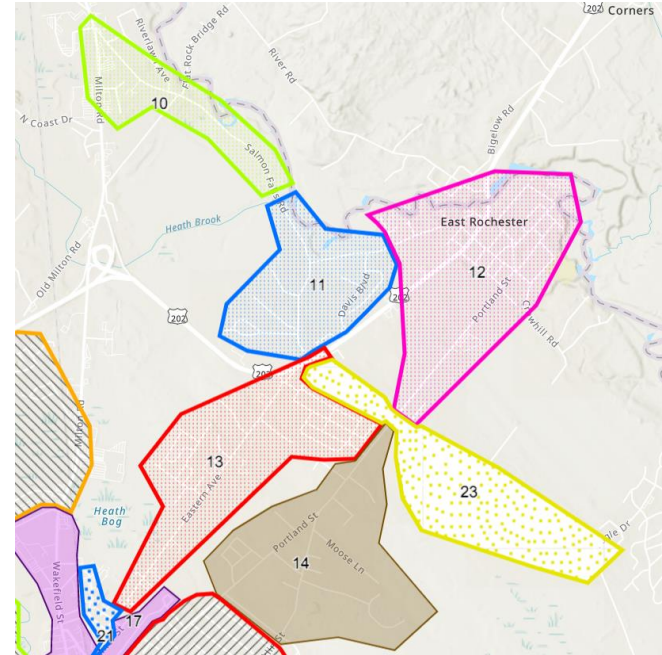 202 Corners
Riverlawn Ave
Flat Rock Bridge Rd
River Rd
Milton Rd
10
N Coast Dr
Bigelow Rd
Salmon Falls Rd
Heath Brook
East Rochester
Old Milton Rd
11
12
Davis Blvd
202
Portland St
202
Crowhill Rd
202
Milton Rd
13
Eastern Ave
23
Heath
Bog
Portland St
Moose Ln
14
Wakefield St
17
21
St